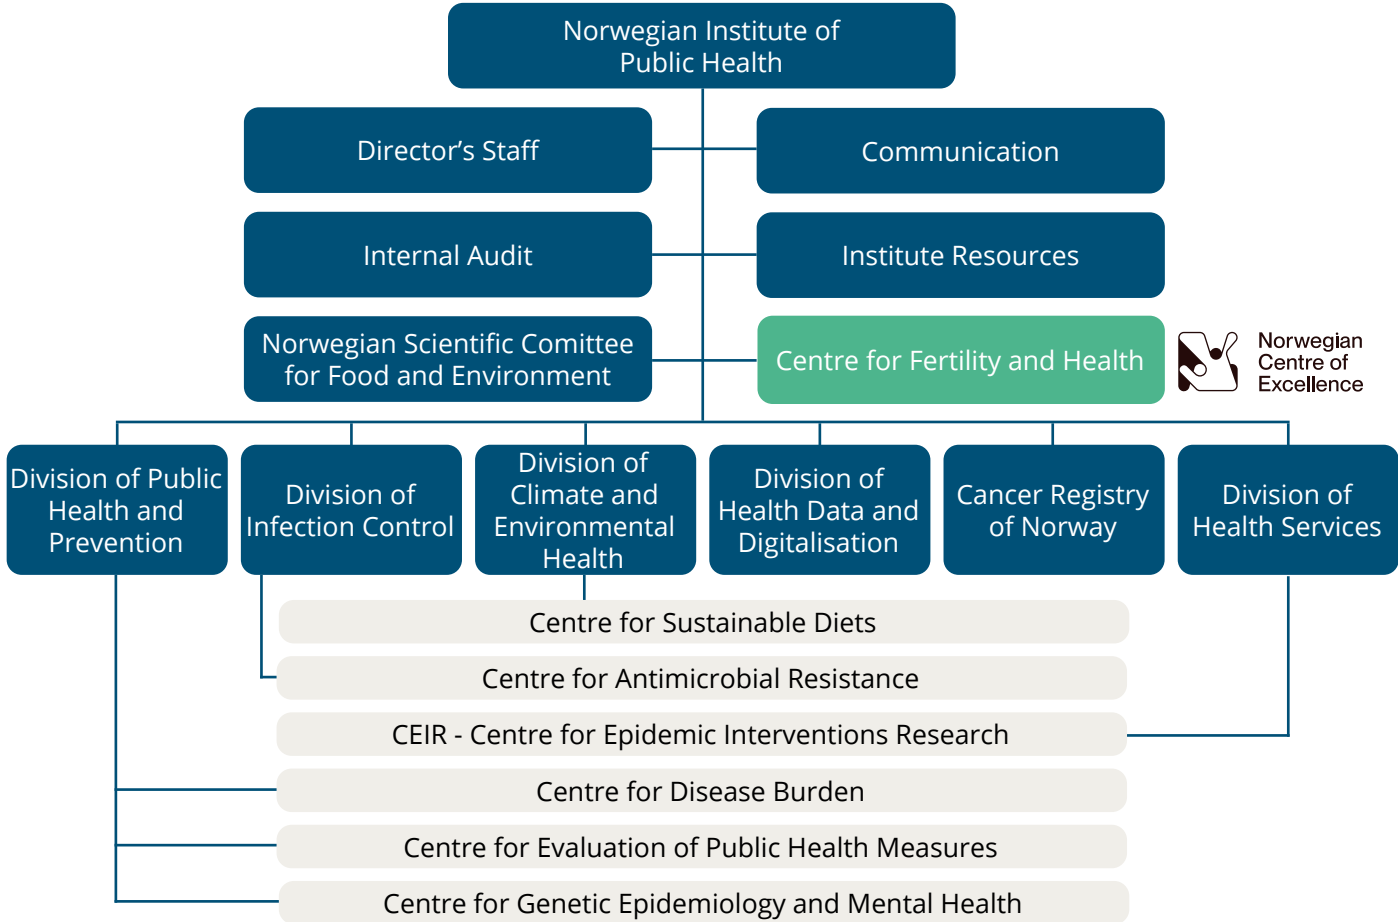 Norwegian Institute of
Public Health
Director’s Staff
Communication
Internal Audit
Institute Resources
Norwegian Scientific Comittee
for Food and Environment
Centre for Fertility and Health
Norwegian
Centre of
Excellence
Division of Public
Health and
Prevention
Division of
Infection Control
Division of
Climate and
Environmental
Health
Division of
Health Data and
Digitalisation
Cancer Registry
of Norway
Division of
Health Services
Centre for Sustainable Diets
Centre for Antimicrobial Resistance
CEIR - Centre for Epidemic Interventions Research
Centre for Disease Burden
Centre for Evaluation of Public Health Measures
Centre for Genetic Epidemiology and Mental Health